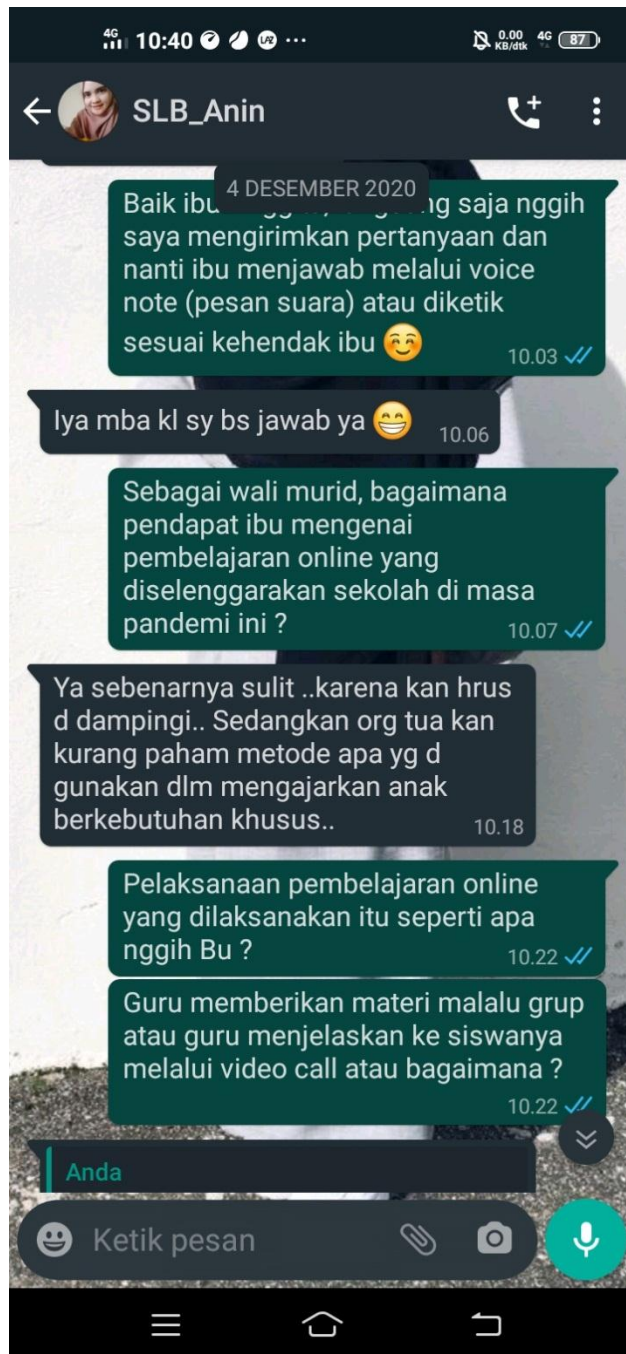 4G 10:40 LAZ ... 0.00 KB/dtk 4G 87
SLB_Anin
4 DESEMBER 2020
Baik ibu saja nggih
saya mengirimkan pertanyaan dan
nanti ibu menjawab melalui voice
note (pesan suara) atau diketik
sesuai kehendak ibu ☺️
10.03
Iya mba kl sy bs jawab ya 😁 10.06
Sebagai wali murid, bagaimana
pendapat ibu mengenai
pembelajaran online yang
diselenggarakan sekolah di masa
pandemi ini ? 10.07
Ya sebenarnya sulit ..karena kan hrus
d dampingi.. Sedangkan org tua kan
kurang paham metode apa yg d
gunakan dlm mengajarkan anak
berkebutuhan khusus.. 10.18
Pelaksanaan pembelajaran online
yang dilaksanakan itu seperti apa
nggih Bu ? 10.22
Guru memberikan materi malalu grup
atau guru menjelaskan ke siswanya
melalui video call atau bagaimana ?
10.22
Anda
Ketik pesan